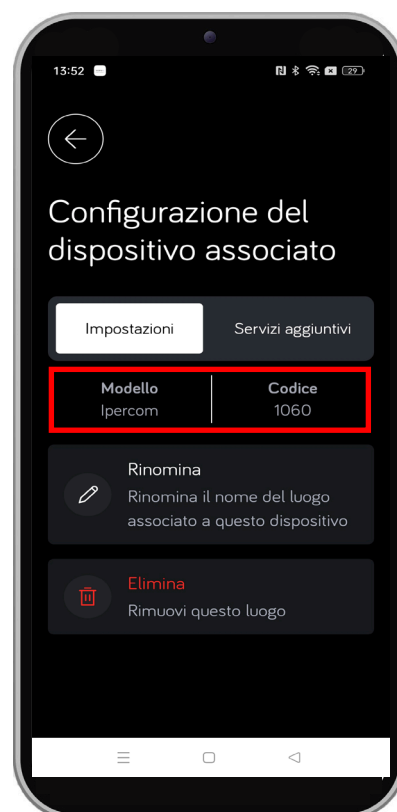 13:52
29
Configurazione del
dispositivo associato
Impostazioni Servizi aggiuntivi
Modello Codice
Ipercom 1060
Rinomina
Rinomina il nome del luogo
associato a questo dispositivo
Elimina
Rimuovi questo luogo